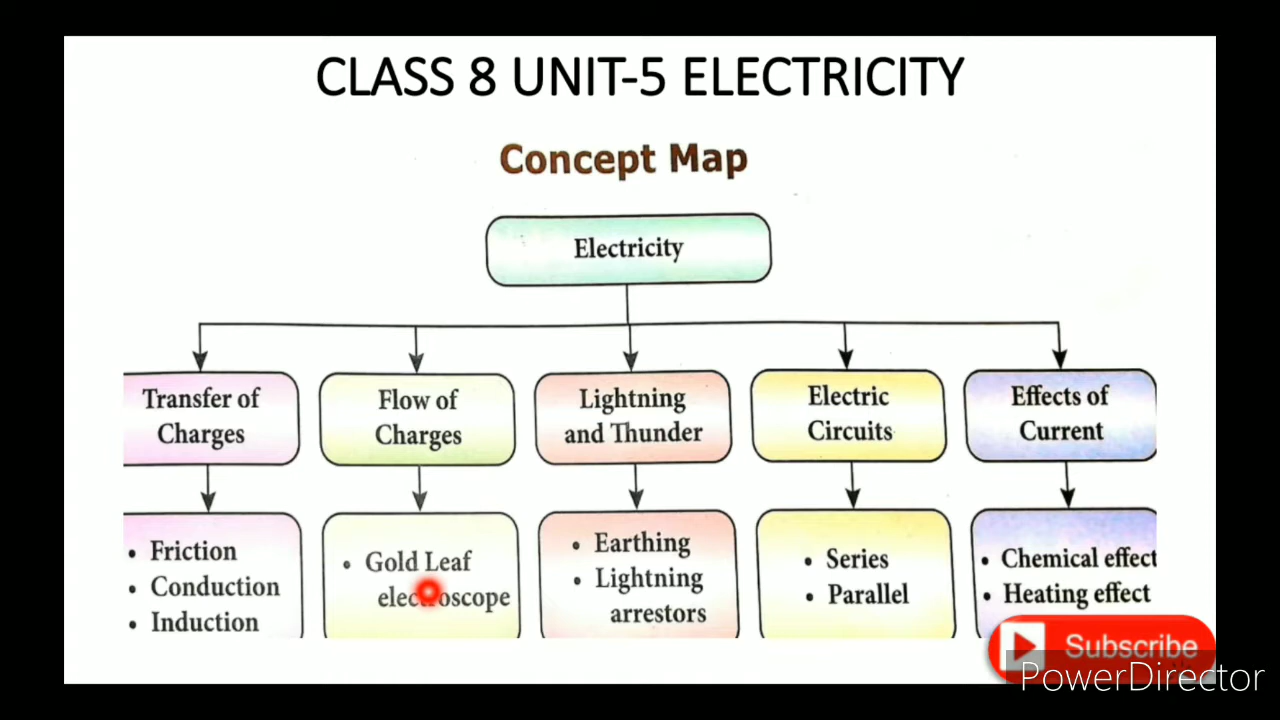 CLASS 8 UNIT-5 ELECTRICITY
Concept Map
Electricity
Transfer of
Charges
Flow of
Charges
Lightning
and Thunder
Electric
Circuits
Effects of
Current
• Friction
• Conduction
• Induction
• Gold Leaf
electroscope
• Earthing
• Lightning
arrestors
• Series
• Parallel
• Chemical effect
• Heating effect
Subscribe
PowerDirector